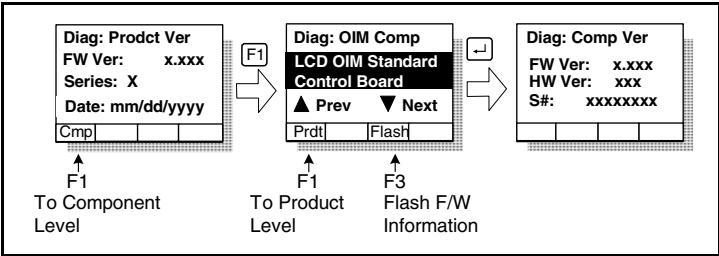 Diag: Prodct Ver
FW Ver: x.xxx
Series: X
Date: mm/dd/yyyy
Cmp
F1
To Component
Level
F1
Diag: OIM Comp
LCD OIM Standard
Control Board
▲ Prev ▼ Next
Prdt Flash
F1
To Product
Level
F3
Flash F/W
Information
↵
Diag: Comp Ver
FW Ver: x.xxx
HW Ver: xxx
S#: xxxxxxxx